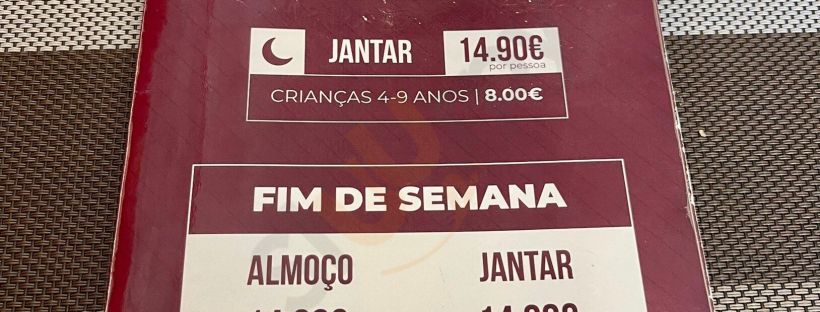 JANTAR 14.90€
por pessoa
CRIANÇAS 4-9 ANOS | 8.00€
FIM DE SEMANA
ALMOÇO JANTAR